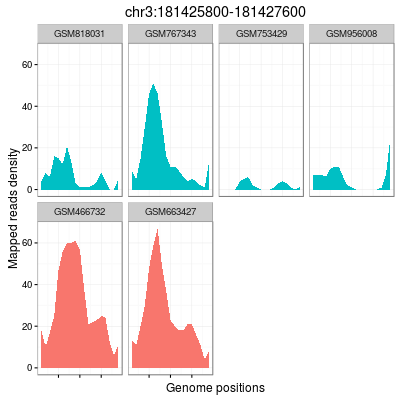 chr3:181425800-181427600
GSM818031 GSM767343 GSM753429 GSM956008
60
40
20
0
GSM466732 GSM663427
60
40
20
0
Mapped reads density
Genome positions